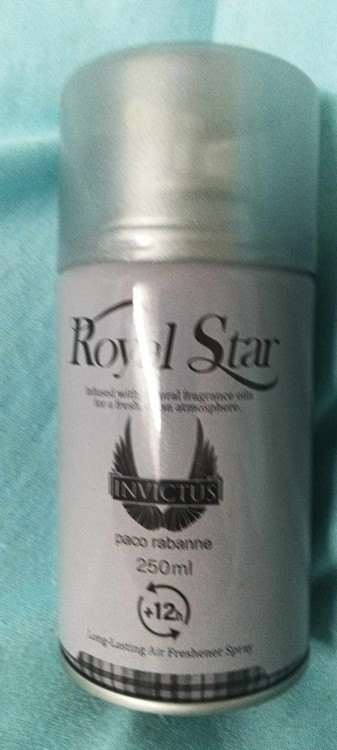 Royal Star
Infused with natural fragrance oils
for a fresh, atmosphere.
INVICTUS
paco rabanne
250ml
+12h
Long-Lasting Air Freshener Spray